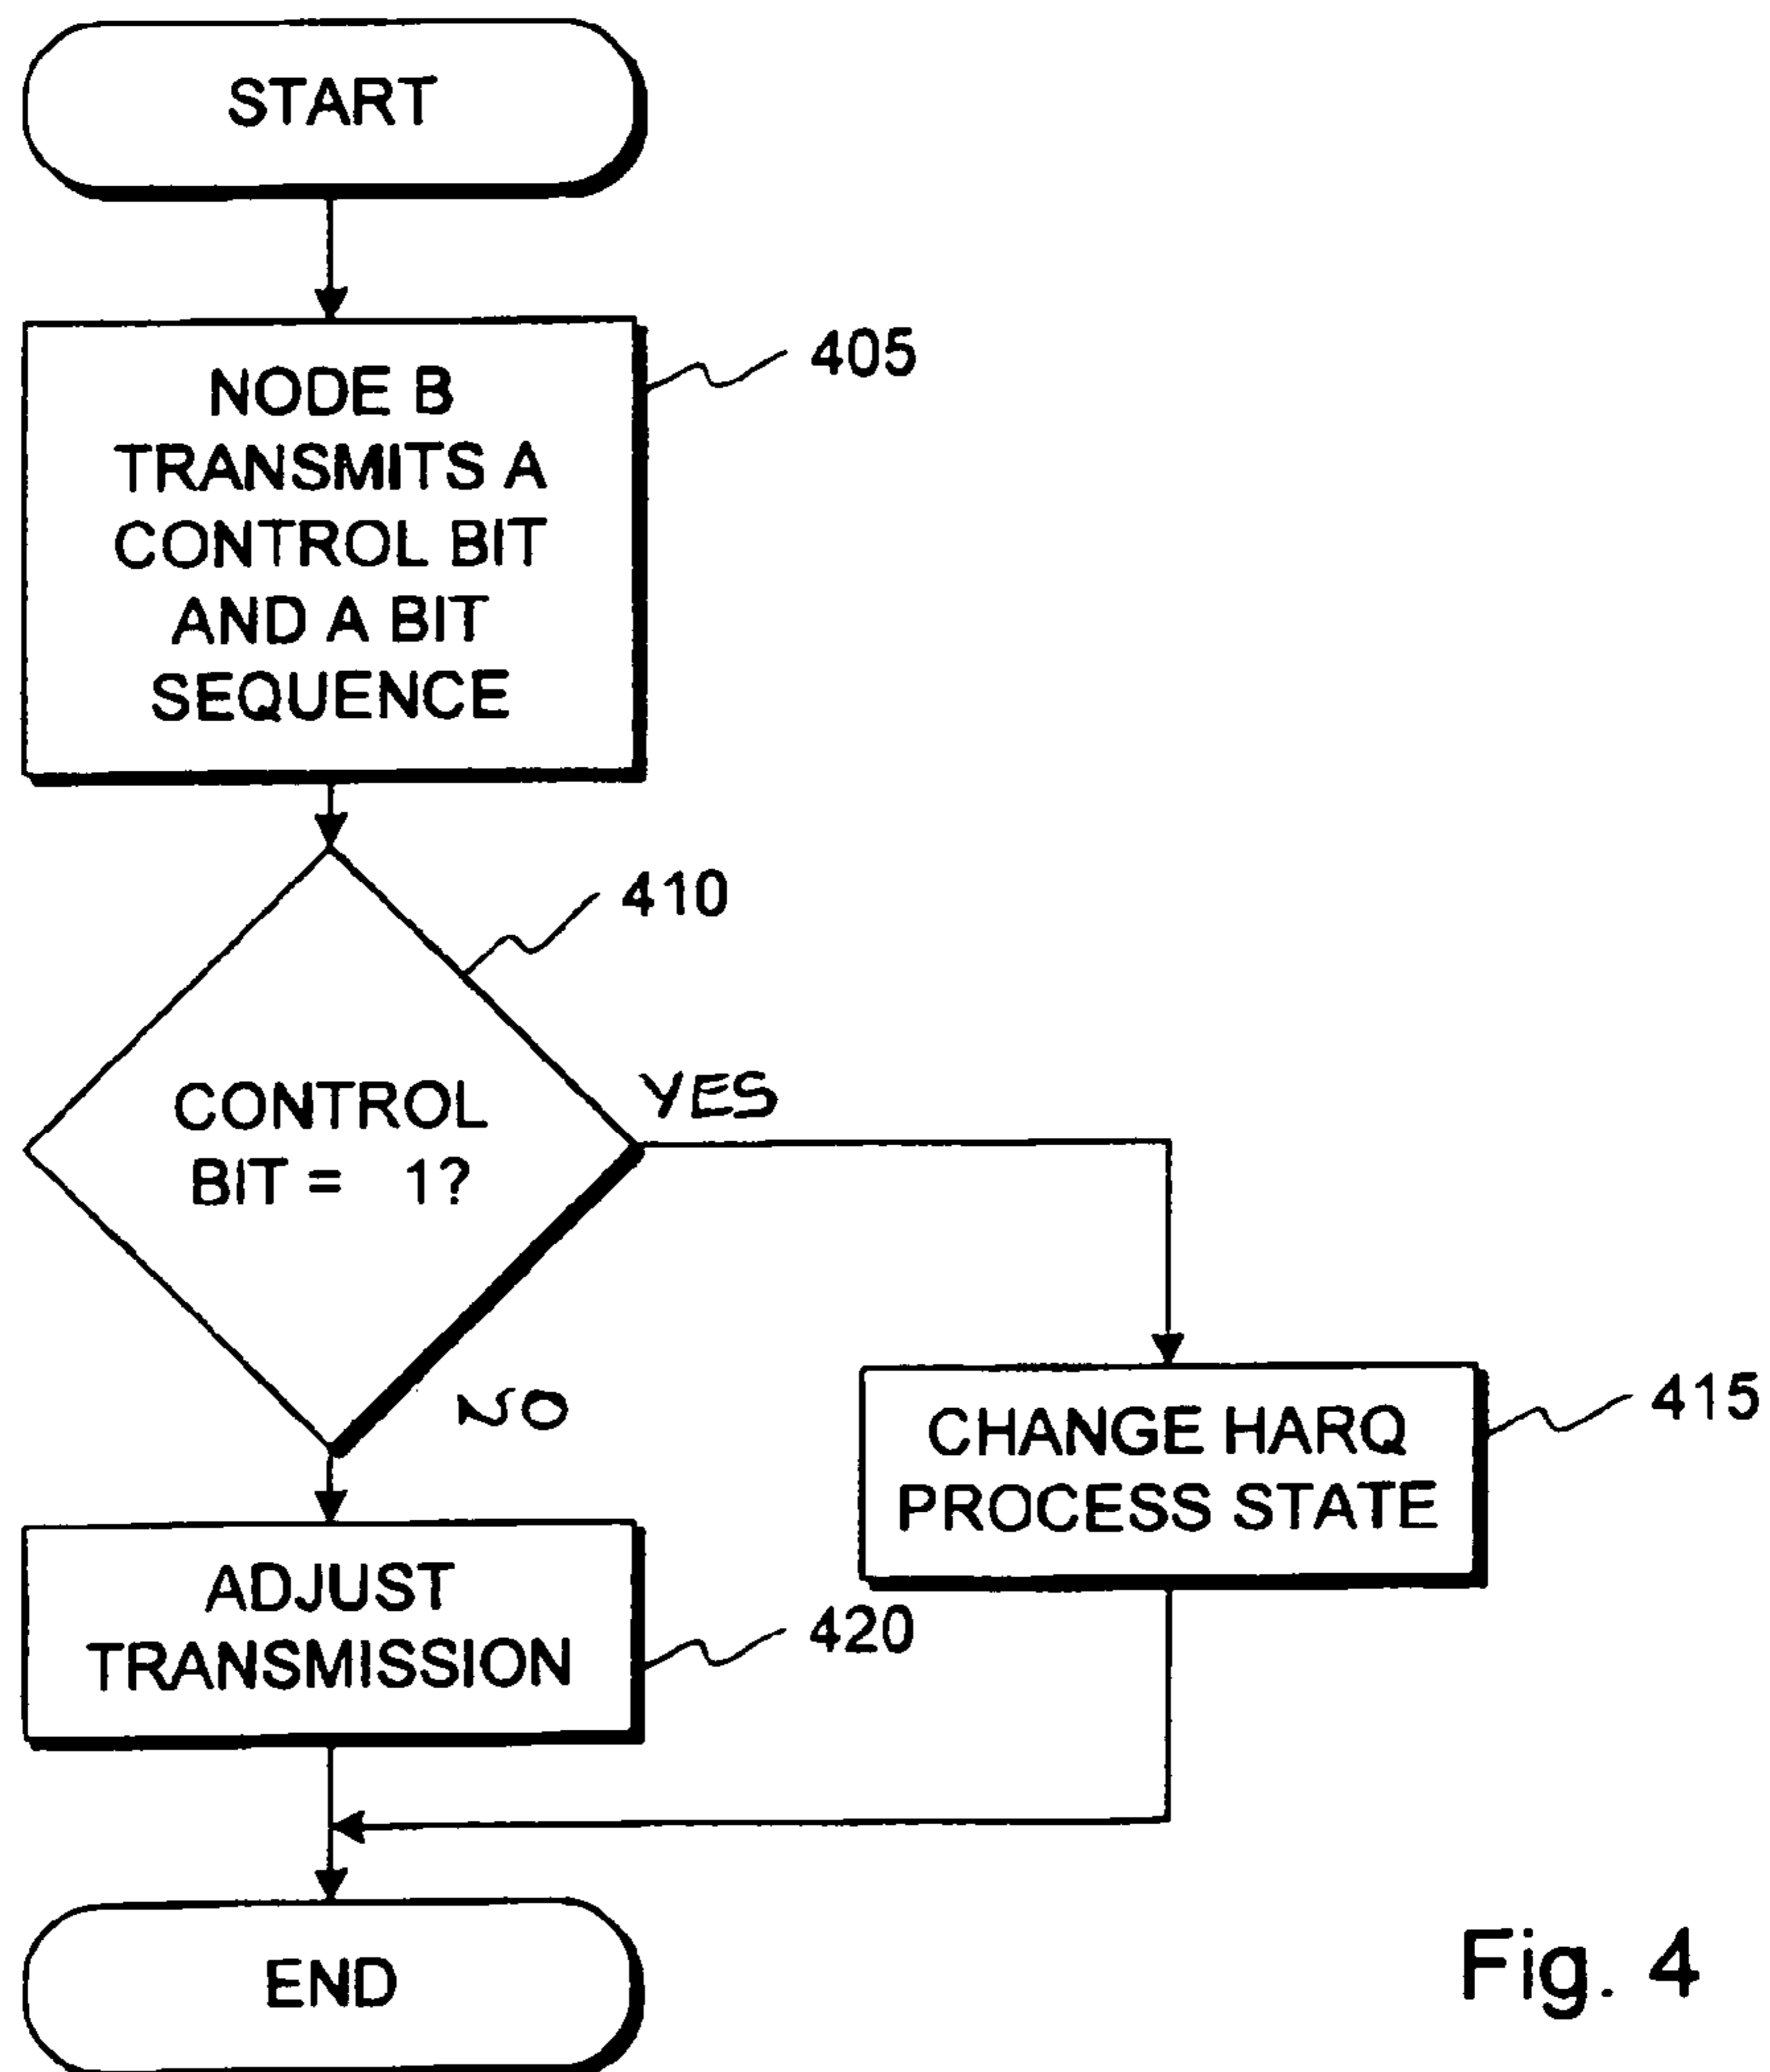 START
NODE B
TRANSMITS A
CONTROL BIT
AND A BIT
SEQUENCE
405
410
CONTROL
BIT = 1?
YES
NO
CHANGE HARQ
PROCESS STATE
415
ADJUST
TRANSMISSION
420
END
Fig. 4